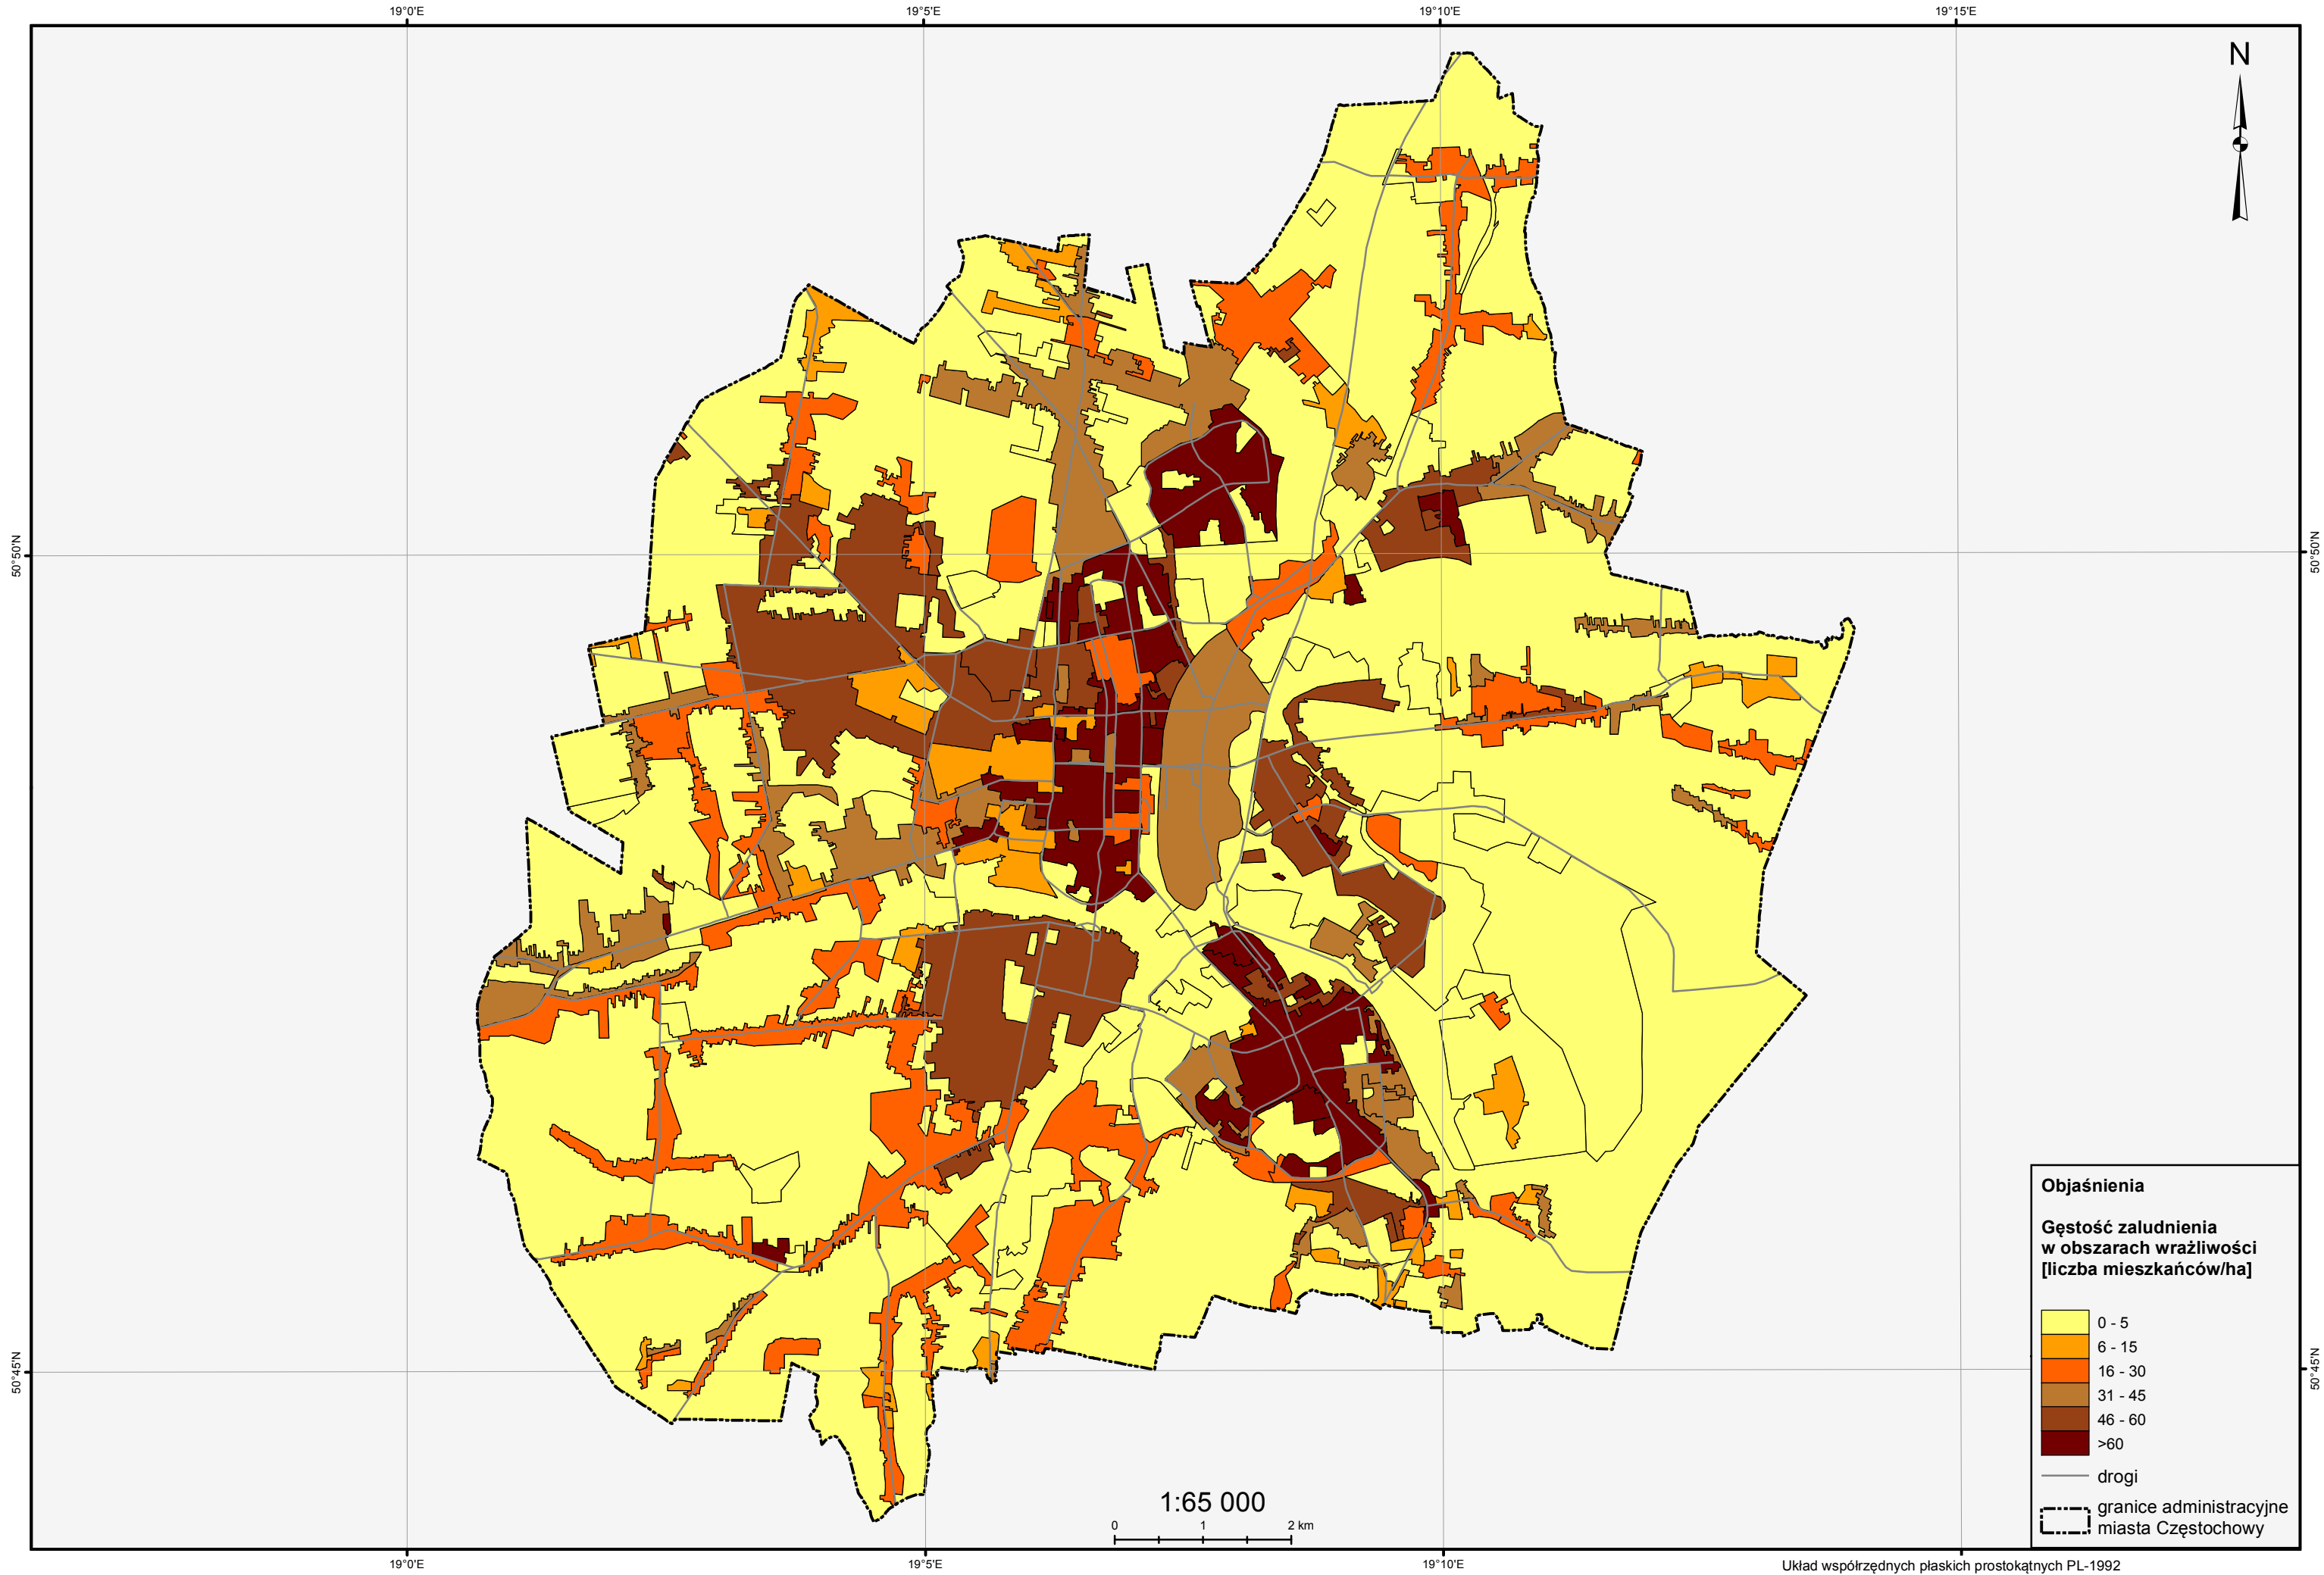 19°0'E 19°5'E 19°10'E 19°15'E
N
50°50'N 50°50'N
50°45'N 50°45'N
Objaśnienia
Gęstość zaludnienia
w obszarach wrażliwości
[liczba mieszkańców/ha]
0 - 5
6 - 15
16 - 30
31 - 45
46 - 60
>60
drogi
granice administracyjne
miasta Częstochowy
1:65 000
0 1 2 km
19°0'E 19°5'E 19°10'E
Układ współrzędnych płaskich prostokątnych PL-1992